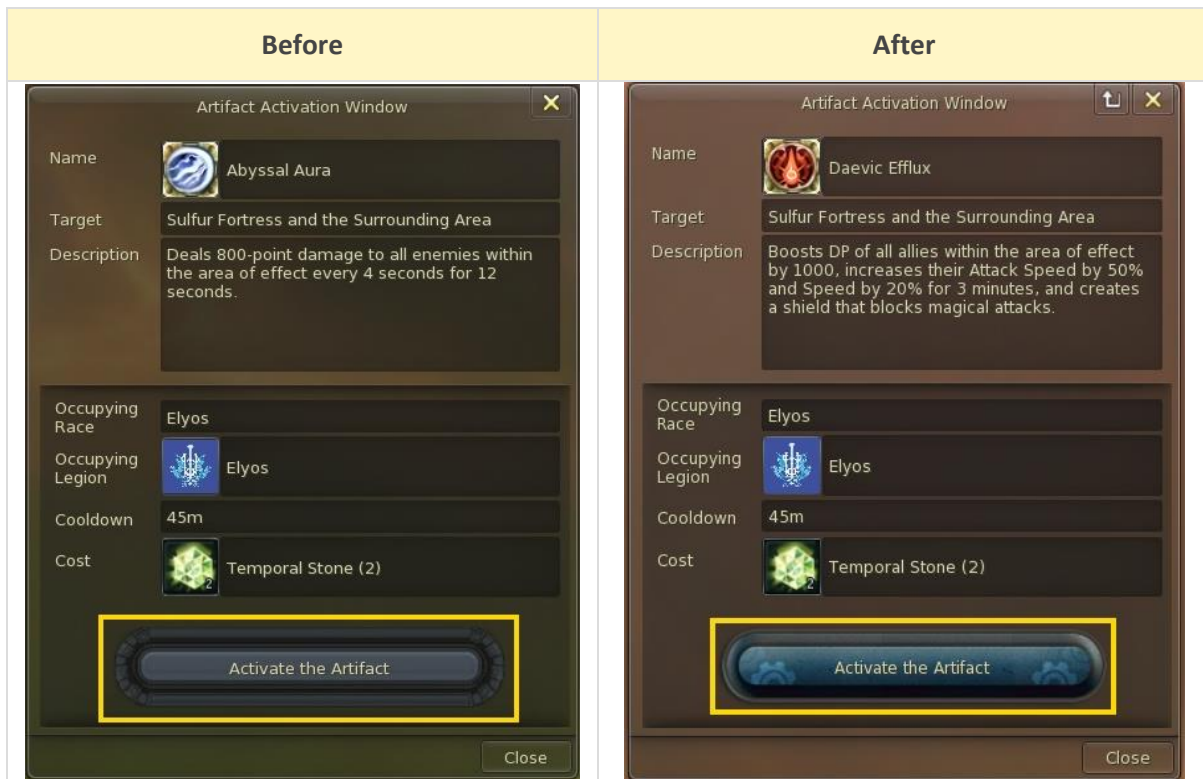 Before
After
Artifact Activation Window
Name
Abyssal Aura
Target
Sulfur Fortress and the Surrounding Area
Description
Deals 800-point damage to all enemies within
the area of effect every 4 seconds for 12
seconds.
Occupying
Race
Elyos
Occupying
Legion
Elyos
Cooldown
45m
Cost
2
Temporal Stone (2)
Activate the Artifact
Close
Artifact Activation Window
Name
Daevic Efflux
Target
Sulfur Fortress and the Surrounding Area
Description
Boosts DP of all allies within the area of effect
by 1000, increases their Attack Speed by 50%
and Speed by 20% for 3 minutes, and creates
a shield that blocks magical attacks.
Occupying
Race
Elyos
Occupying
Legion
Elyos
Cooldown
45m
Cost
2
Temporal Stone (2)
Activate the Artifact
Close